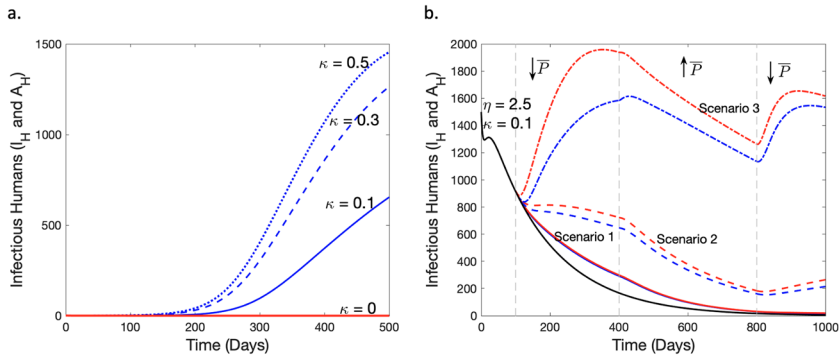 a.
1500
1000
500
0
Infectious Humans (I_H and A_H)
κ = 0.5
κ = 0.3
κ = 0.1
κ = 0
0 100 200 300 400 500
Time (Days)
b.
2000
1800
1600
1400
1200
1000
800
600
400
200
0
Infectious Humans (I_H and A_H)
↓P̅
↑P̅
↓P̅
η = 2.5
κ = 0.1
Scenario 3
Scenario 1
Scenario 2
0 200 400 600 800 1000
Time (Days)